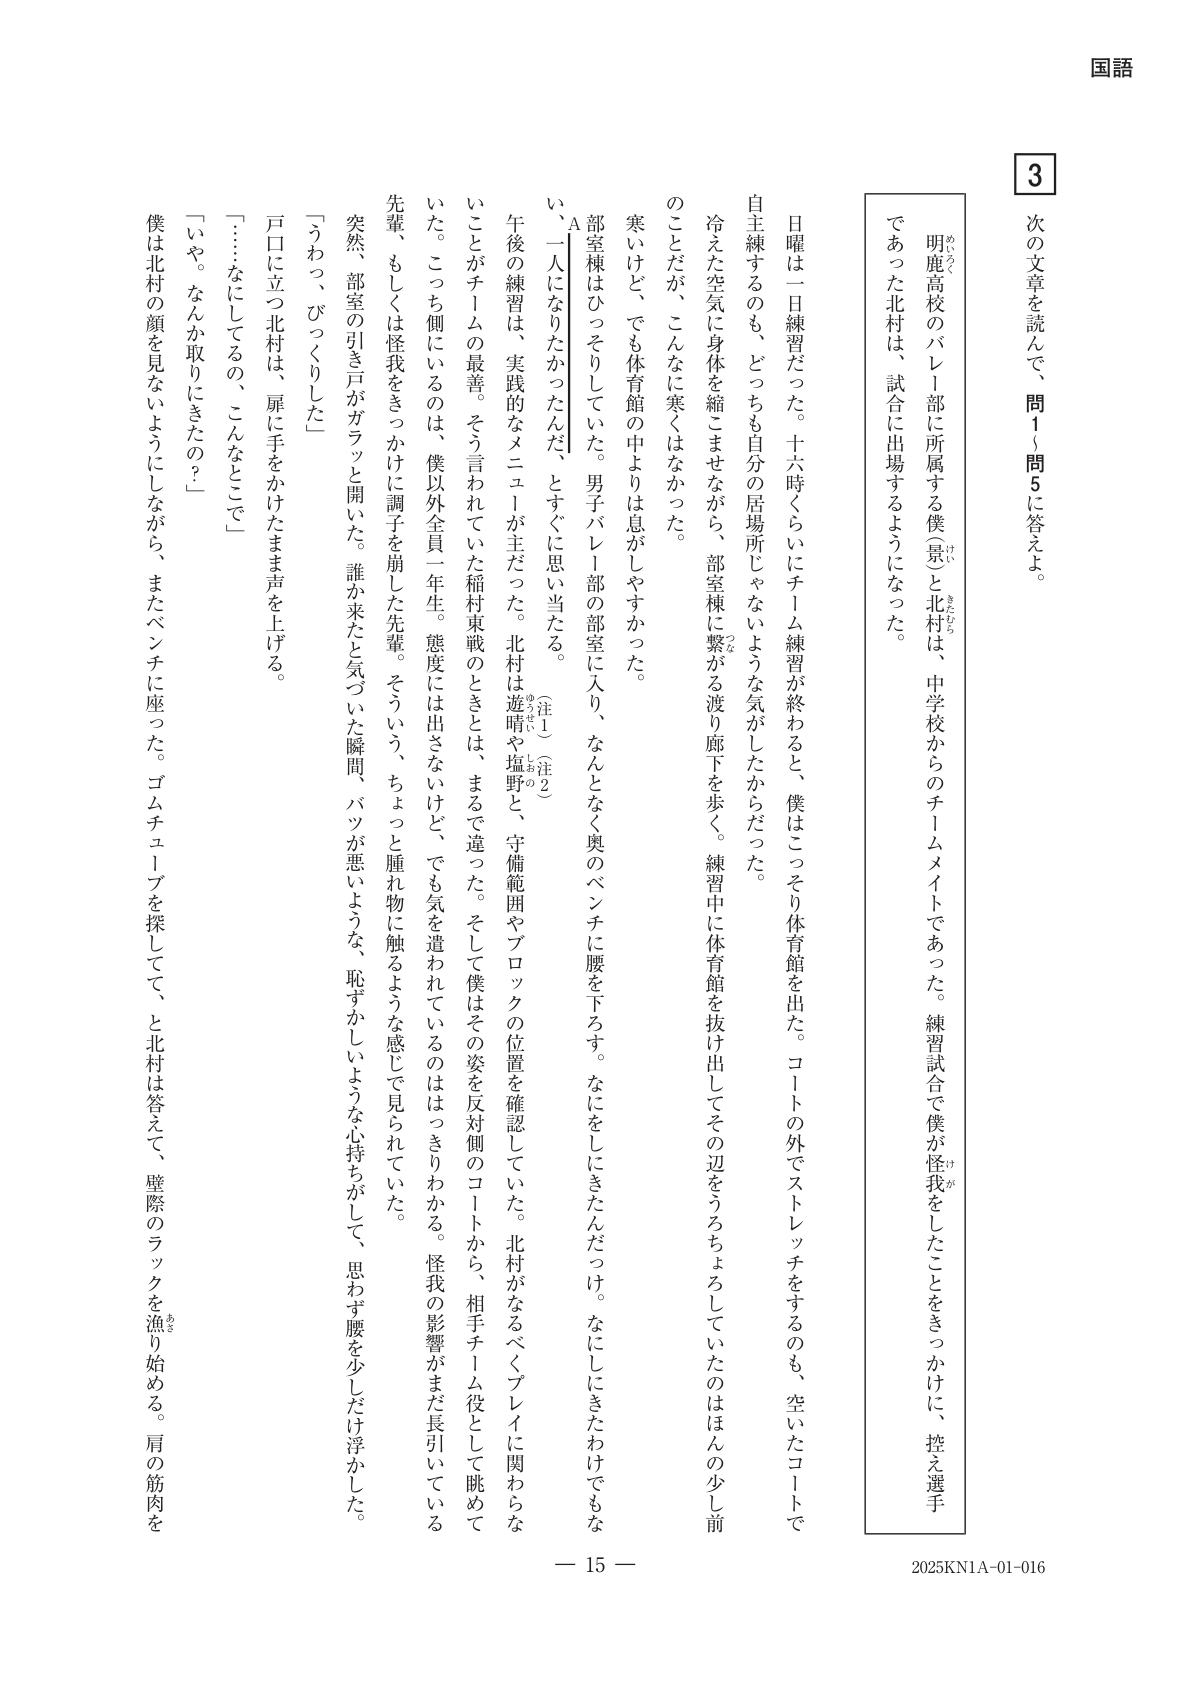 国語
3
次の文章を読んで、問1～問5に答えよ。
明鹿高校のバレー部に所属する僕(景)と北村は、中学校からのチームメイトであった。練習試合で僕が怪我をしたことをきっかけに、控え選手
めいろく
けい
きたむら
けが
であった北村は、試合に出場するようになった。
日曜は一日練習だった。十六時くらいにチーム練習が終わると、僕はこっそり体育館を出た。コートの外でストレッチをするのも、空いたコートで
自主練するのも、どっちも自分の居場所じゃないような気がしたからだった。
冷えた空気に身体を縮こませながら、部室棟に繋がる渡り廊下を歩く。練習中に体育館を抜け出してその辺をうろちょろしていたのはほんの少し前
つな
のことだが、こんなに寒くはなかった。
寒いけど、でも体育館の中よりは息がしやすかった。
部室棟はひっそりしていた。男子バレー部の部室に入り、なんとなく奥のベンチに腰を下ろす。なにをしにきたんだっけ。なにしにきたわけでもな
A
い、一人になりたかったんだ、とすぐに思い当たる。
(注1)(注2)
午後の練習は、実践的なメニューが主だった。北村は遊晴や塩野と、守備範囲やブロックの位置を確認していた。北村がなるべくプレイに関わらな
ゆうせい
しおの
いことがチームの最善。そう言われていた稲村東戦のときとは、まるで違った。そして僕はその姿を反対側のコートから、相手チーム役として眺めて
いた。こっち側にいるのは、僕以外全員一年生。態度には出さないけど、でも気を遣われているのははっきりわかる。怪我の影響がまだ長引いている
先輩、もしくは怪我をきっかけに調子を崩した先輩。そういう、ちょっと腫れ物に触るような感じで見られていた。
突然、部室の引き戸がガラッと開いた。誰か来たと気づいた瞬間、バツが悪いような、恥ずかしいような心持ちがして、思わず腰を少しだけ浮かした。
「うわっ、びっくりした」
戸口に立つ北村は、扉に手をかけたまま声を上げる。
「……なにしてるの、こんなとこで」
「いや。なんか取りにきたの？」
僕は北村の顔を見ないようにしながら、またベンチに座った。ゴムチューブを探してて、と北村は答えて、壁際のラックを漁り始める。肩の筋肉を
あさ
— 15 —
2025KN1A-01-016